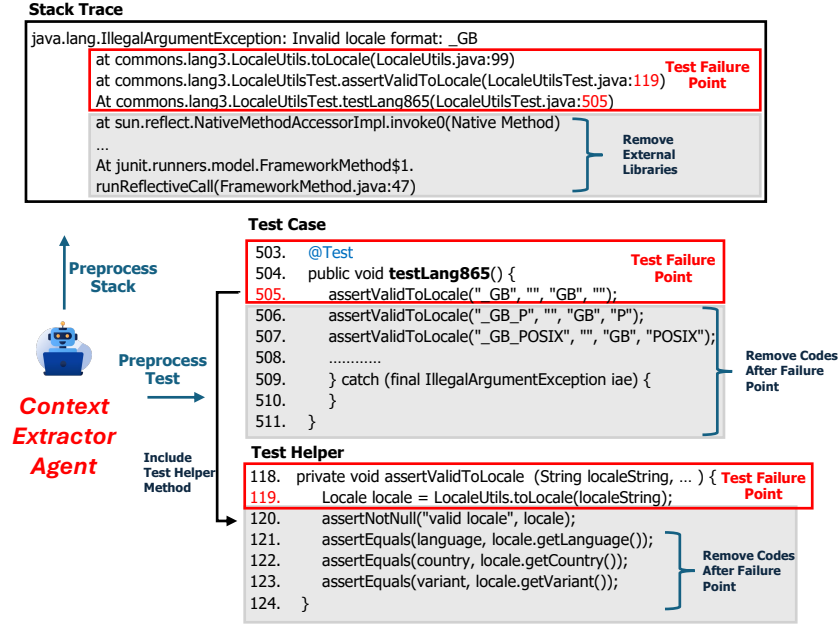 Stack Trace
java.lang.IllegalArgumentException: Invalid locale format: _GB
at commons.lang3.LocaleUtils.toLocale(LocaleUtils.java:99)
at commons.lang3.LocaleUtilsTest.assertValidToLocale(LocaleUtilsTest.java:119)
At commons.lang3.LocaleUtilsTest.testLang865(LocaleUtilsTest.java:505)
Test Failure
Point
at sun.reflect.NativeMethodAccessorImpl.invoke0(Native Method)
…
At junit.runners.model.FrameworkMethod$1.
runReflectiveCall(FrameworkMethod.java:47)
Remove
External
Libraries
Preprocess
Stack
Preprocess
Test
Context
Extractor
Agent
Include
Test Helper
Method
Test Case
503. @Test
504. public void testLang865() {
505. assertValidToLocale("_GB", "", "GB", "");
Test Failure
Point
506. assertValidToLocale("_GB_P", "", "GB", "P");
507. assertValidToLocale("_GB_POSIX", "", "GB", "POSIX");
508. …………
509. } catch (final IllegalArgumentException iae) {
510. }
511. }
Remove Codes
After Failure
Point
Test Helper
118. private void assertValidToLocale (String localeString, … ) {
119. Locale locale = LocaleUtils.toLocale(localeString);
Test Failure
Point
120. assertNotNull("valid locale", locale);
121. assertEquals(language, locale.getLanguage());
122. assertEquals(country, locale.getCountry());
123. assertEquals(variant, locale.getVariant());
124. }
Remove Codes
After Failure
Point